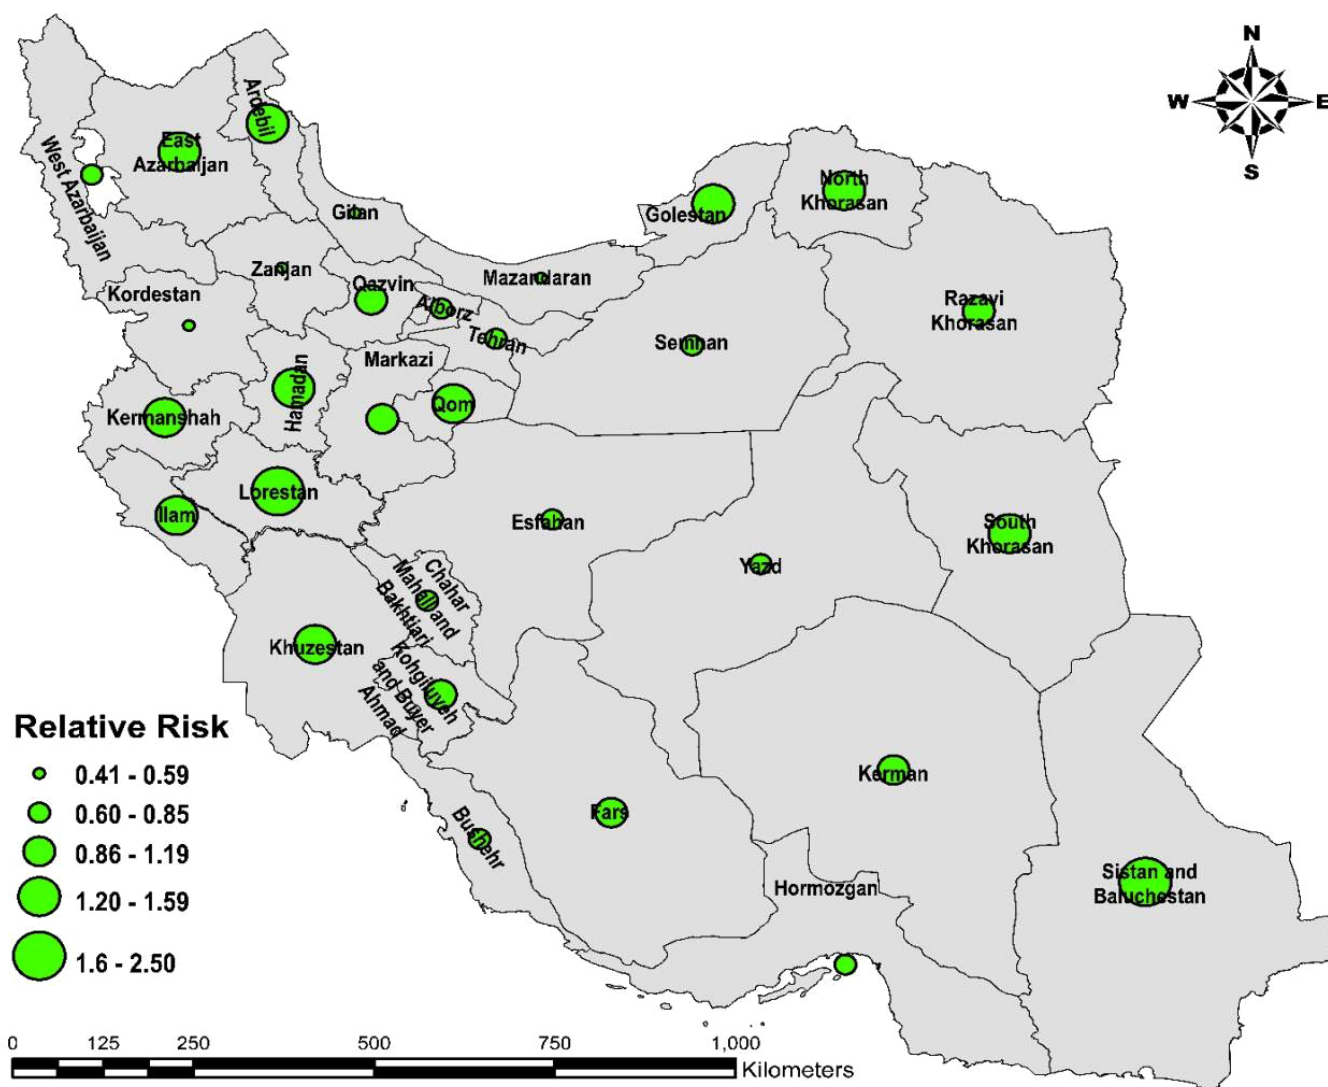 N
W
E
S
Ardebil
East
Azarbaijan
West Azarbaijan
Gilan
Golestan
North
Khorasan
Zanjan
Qazvin
Mazandaran
Kordestan
Alborz
Razavi
Khorasan
Tehran
Semnan
Markazi
Hamadan
Qom
Kermanshah
Lorestan
Ilam
Esfahan
South
Khorasan
Yazd
Chahar
Mahall and
Bakhtiari
Khuzestan
Kohgiluyeh
and Buyer
Ahmad
Relative Risk
0.41 - 0.59
0.60 - 0.85
0.86 - 1.19
1.20 - 1.59
1.6 - 2.50
Kerman
Fars
Bushehr
Hormozgan
Sistan and
Baluchestan
0 125 250 500 750 1,000
Kilometers